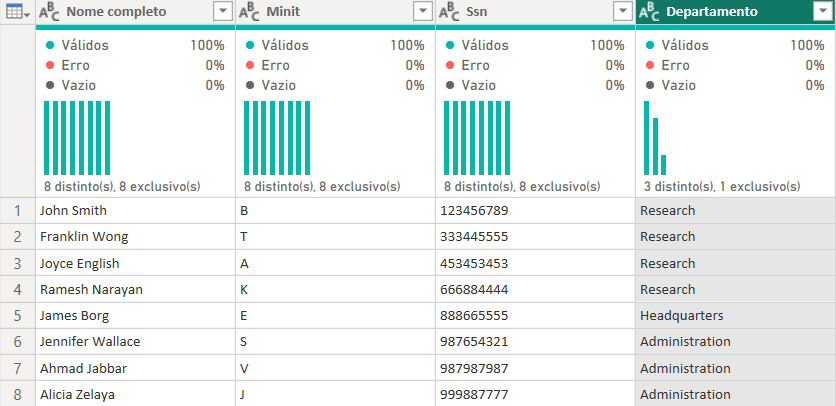 ABC Nome completo ABC Minit ABC Ssn ABC Departamento
Válidos 100% Válidos 100% Válidos 100% Válidos 100%
Erro 0% Erro 0% Erro 0% Erro 0%
Vazio 0% Vazio 0% Vazio 0% Vazio 0%
8 distinto(s), 8 exclusivo(s) 8 distinto(s), 8 exclusivo(s) 8 distinto(s), 8 exclusivo(s) 3 distinto(s), 1 exclusivo(s)
1 John Smith B 123456789 Research
2 Franklin Wong T 333445555 Research
3 Joyce English A 453453453 Research
4 Ramesh Narayan K 666884444 Research
5 James Borg E 888665555 Headquarters
6 Jennifer Wallace S 987654321 Administration
7 Ahmad Jabbar V 987987987 Administration
8 Alicia Zelaya J 999887777 Administration